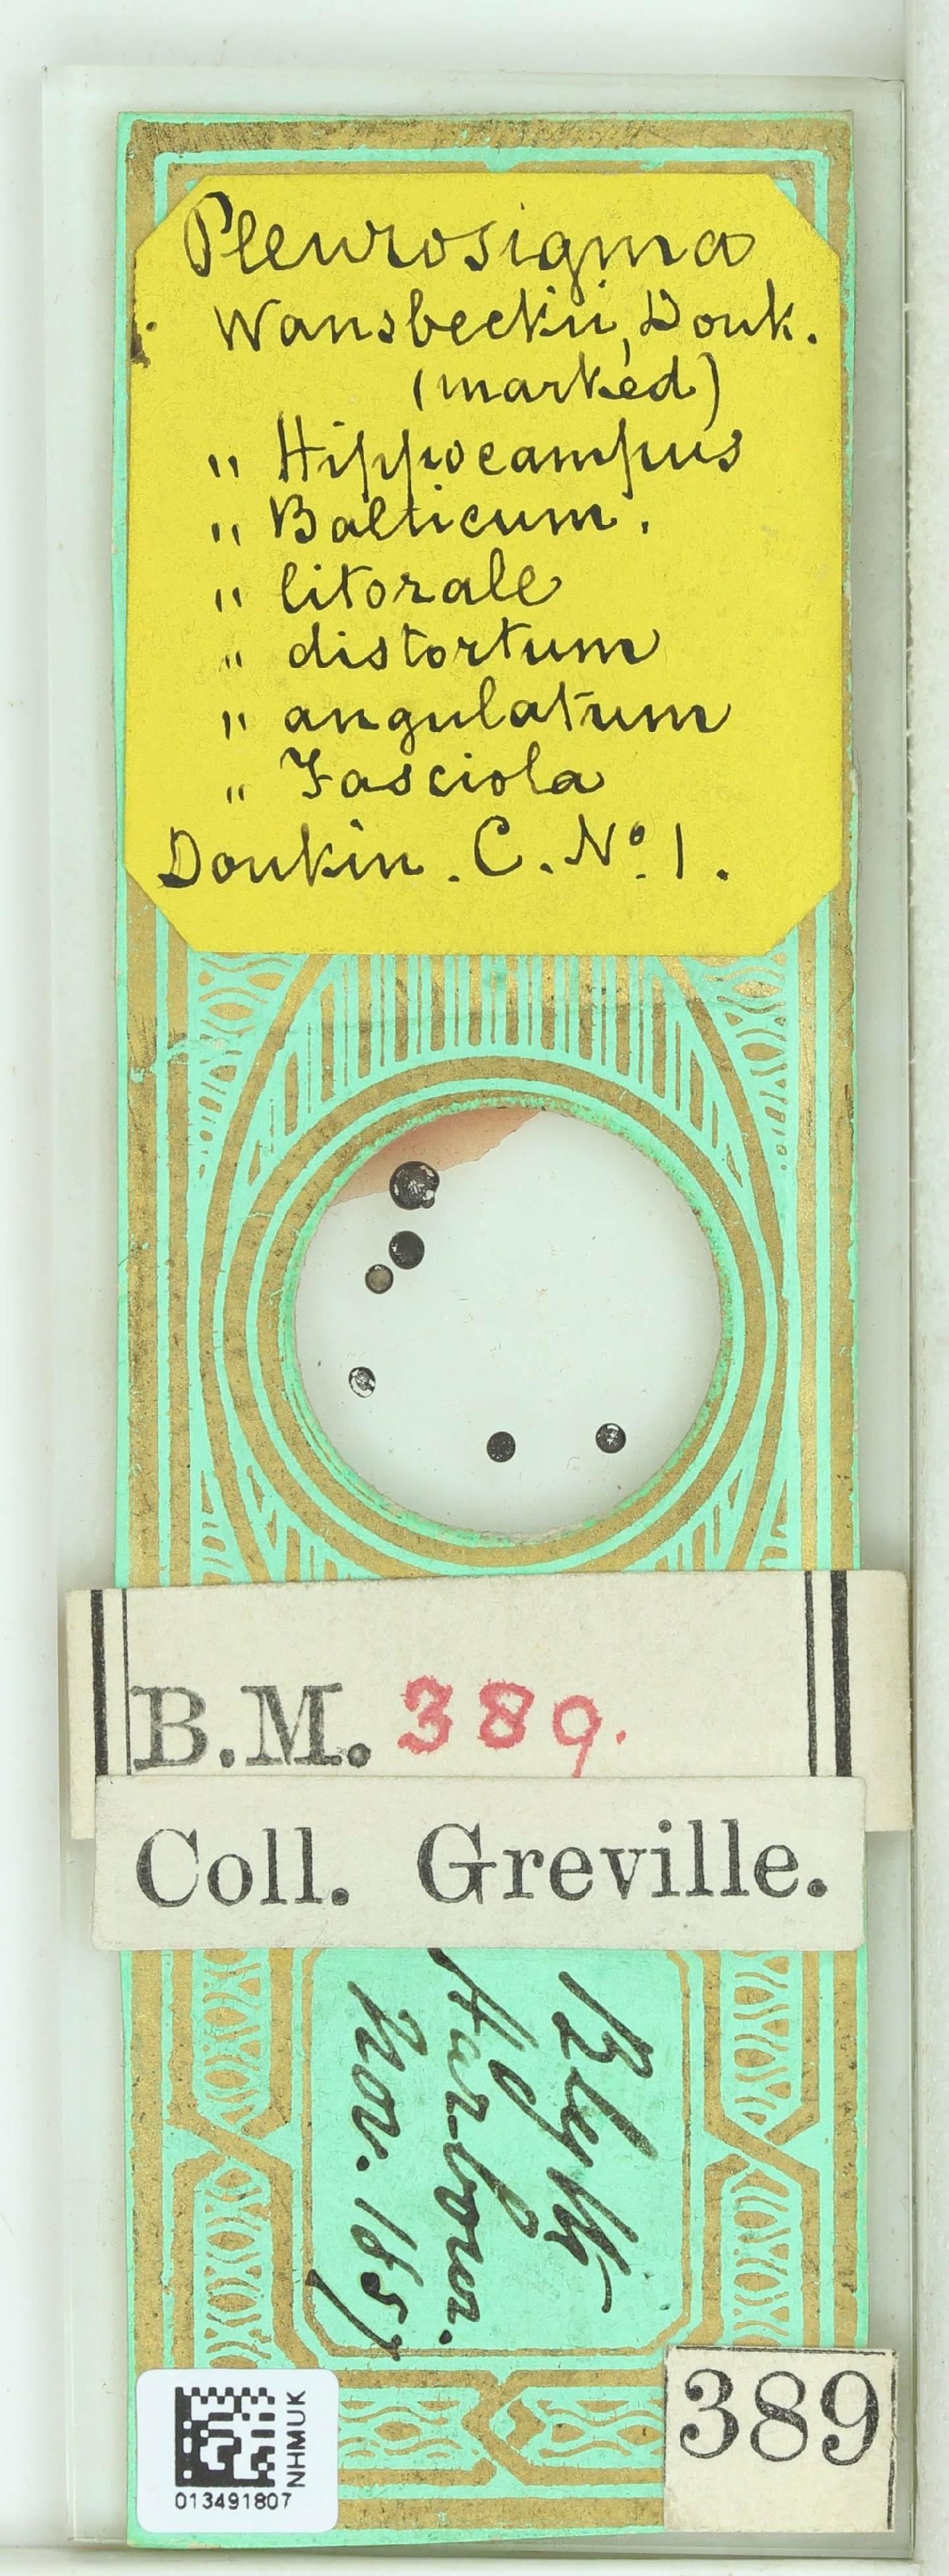 Pleurosigma
Wansbeckii, Donk.
(marked)
" Hippocampus
" Balticum.
" litorale
" distortum
" angulatum
" Fasciola
Donkin. C. No. 1.
B.M. 389.
Coll. Greville.
Blyth
Harbour.
Nov. 1857
NHMUK
013491807
389